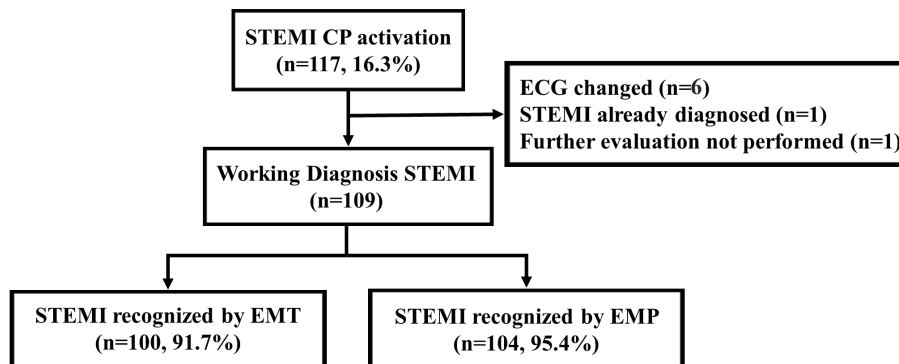 STEMI CP activation
(n=117, 16.3%)
ECG changed (n=6)
STEMI already diagnosed (n=1)
Further evaluation not performed (n=1)
Working Diagnosis STEMI
(n=109)
STEMI recognized by EMT
(n=100, 91.7%)
STEMI recognized by EMP
(n=104, 95.4%)